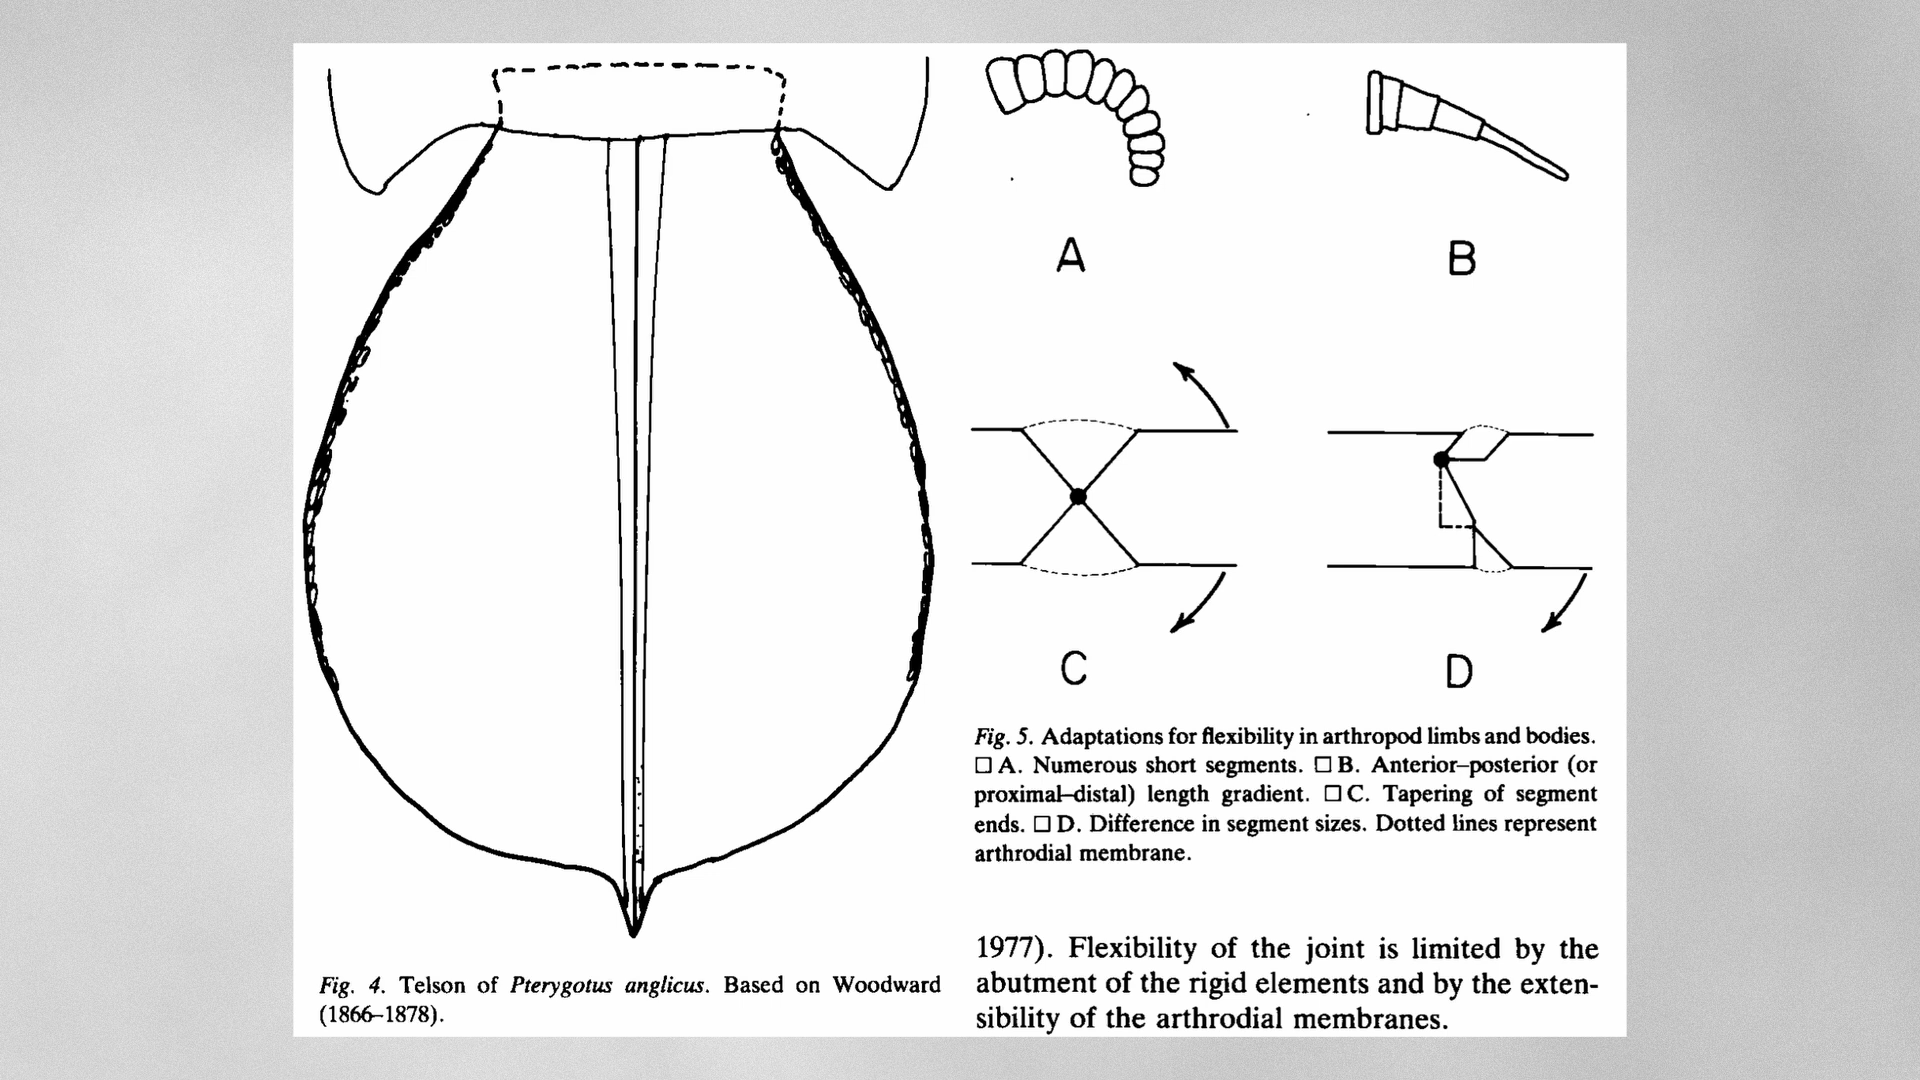 Fig. 4. Telson of Pterygotus anglicus. Based on Woodward
(1866–1878).
A
B
C
D
Fig. 5. Adaptations for flexibility in arthropod limbs and bodies.
□ A. Numerous short segments. □ B. Anterior–posterior (or
proximal–distal) length gradient. □ C. Tapering of segment
ends. □ D. Difference in segment sizes. Dotted lines represent
arthrodial membrane.
1977). Flexibility of the joint is limited by the
abutment of the rigid elements and by the exten-
sibility of the arthrodial membranes.